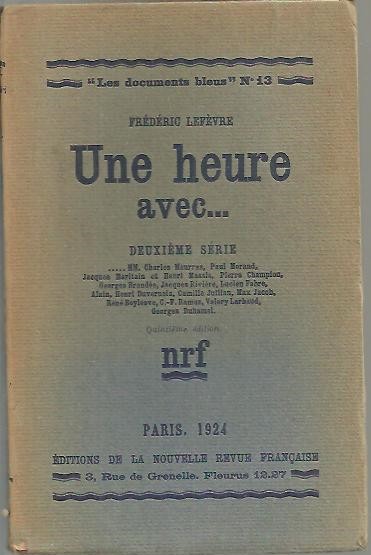 "Les documents bleus" Nº 13
FRÉDÉRIC LEFÈVRE
Une heure
avec...
DEUXIÈME SÉRIE
..... MM. Charles Maurras, Paul Morand,
Jacques Maritain et Henri Massis, Pierre Champion,
Georges Brandès, Jacques Rivière, Lucien Fabre,
Alain, Henri Duvernois, Camille Jullian, Max Jacob,
René Boylesve, C.-F. Ramuz, Valery Larbaud,
Georges Duhamel.
Quinzième édition
nrf
PARIS, 1924
ÉDITIONS DE LA NOUVELLE REVUE FRANÇAISE
3, Rue de Grenelle. Fleurus 12.27